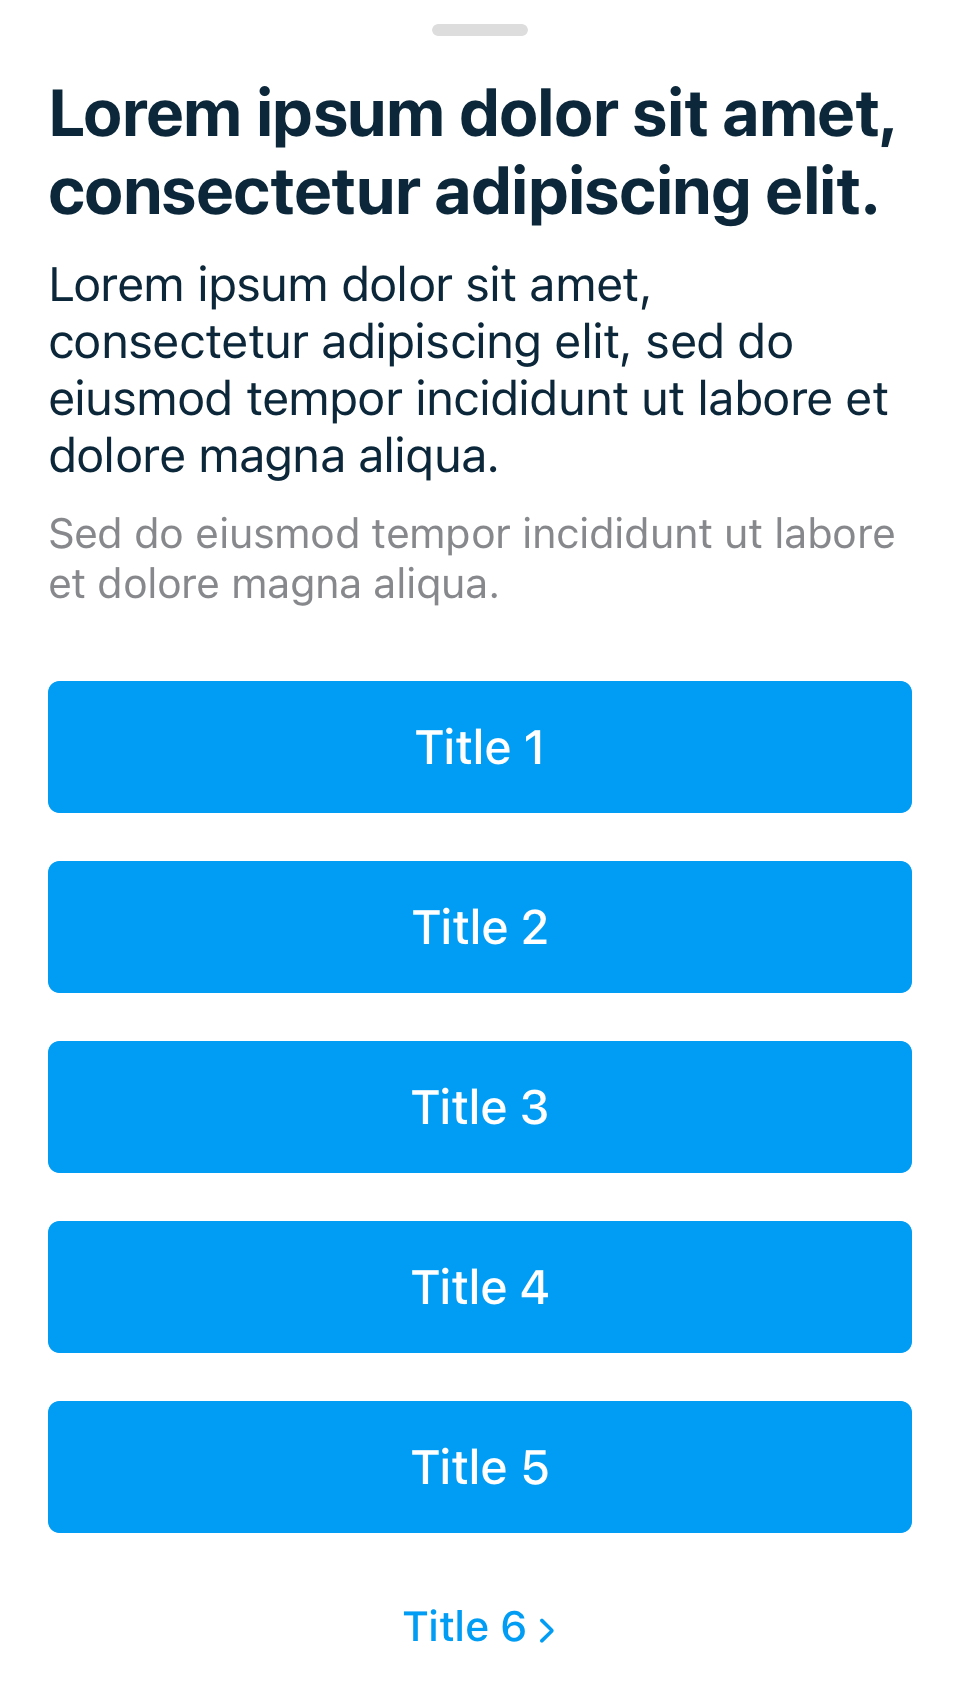 Lorem ipsum dolor sit amet,
consectetur adipiscing elit.
Lorem ipsum dolor sit amet,
consectetur adipiscing elit, sed do
eiusmod tempor incididunt ut labore et
dolore magna aliqua.
Sed do eiusmod tempor incididunt ut labore
et dolore magna aliqua.
Title 1
Title 2
Title 3
Title 4
Title 5
Title 6